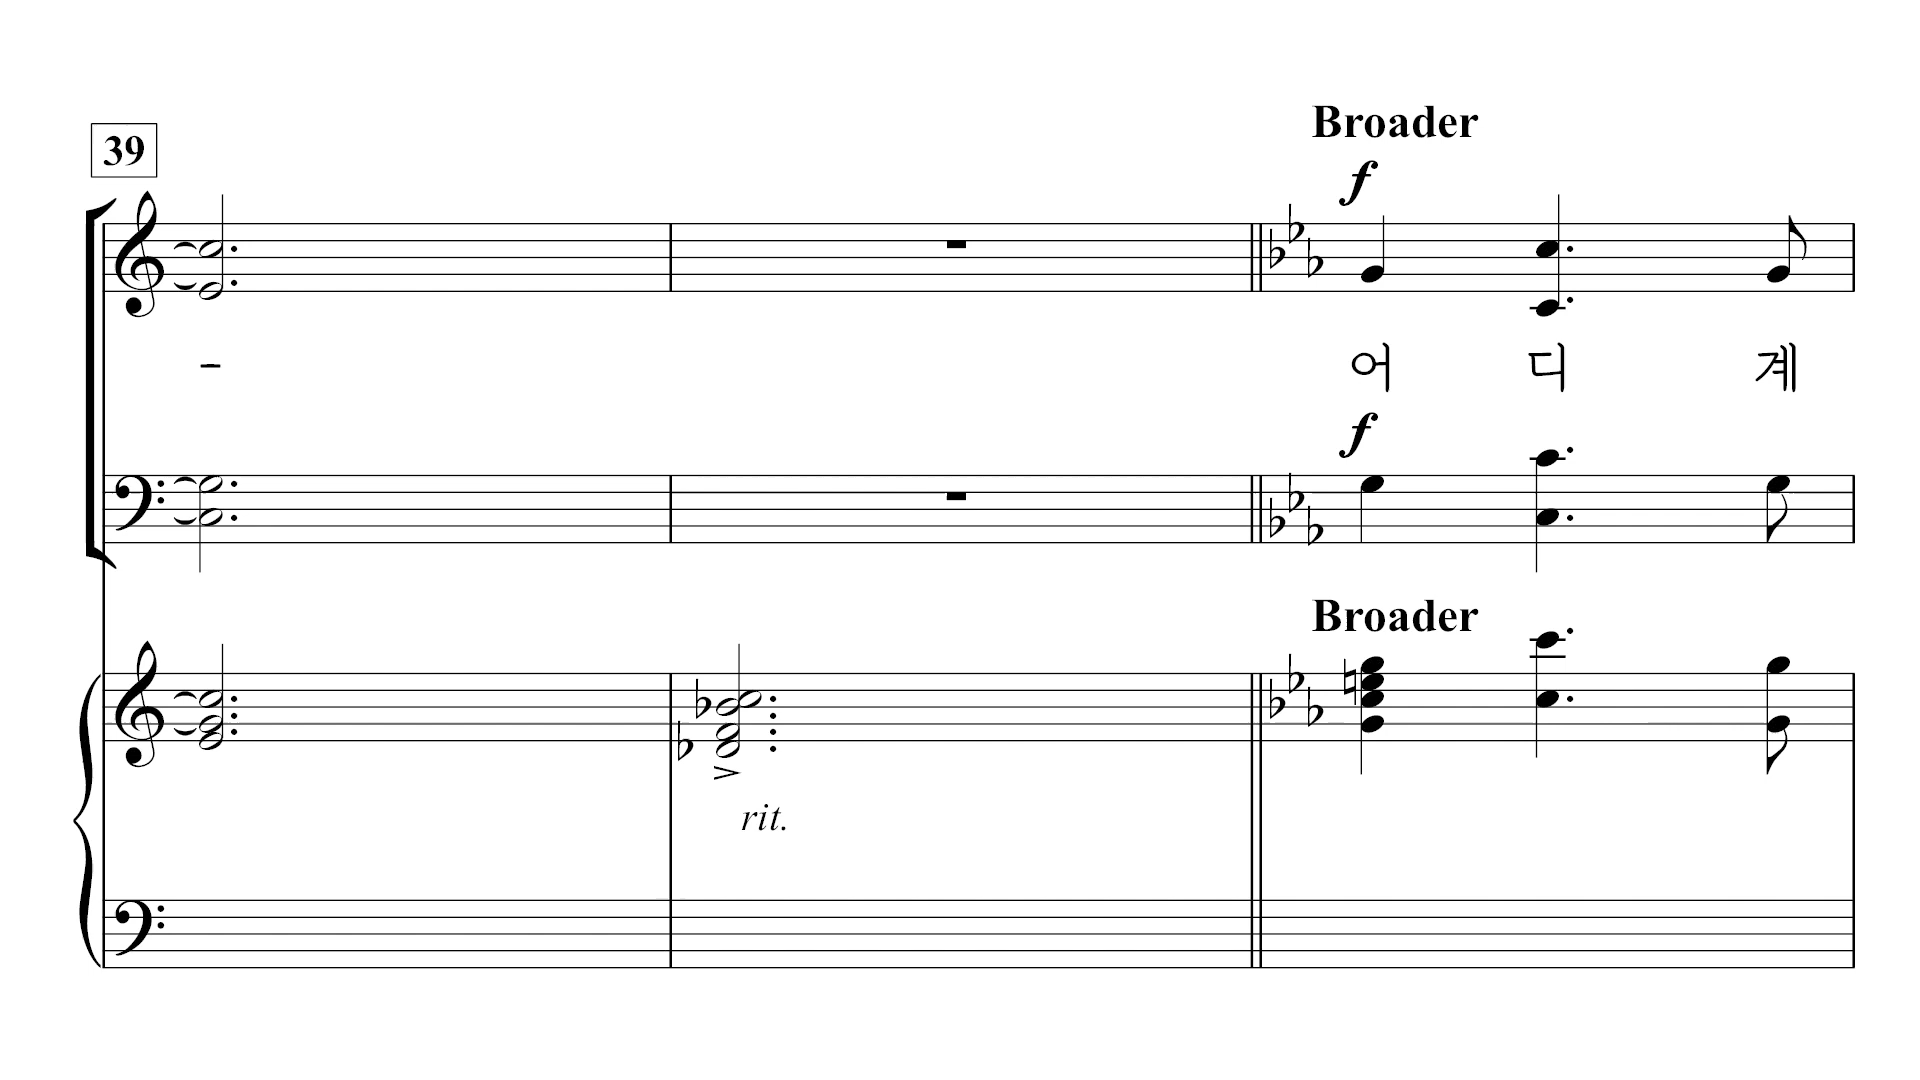 Broader
39
f
-
어 디 계
f
Broader
rit.